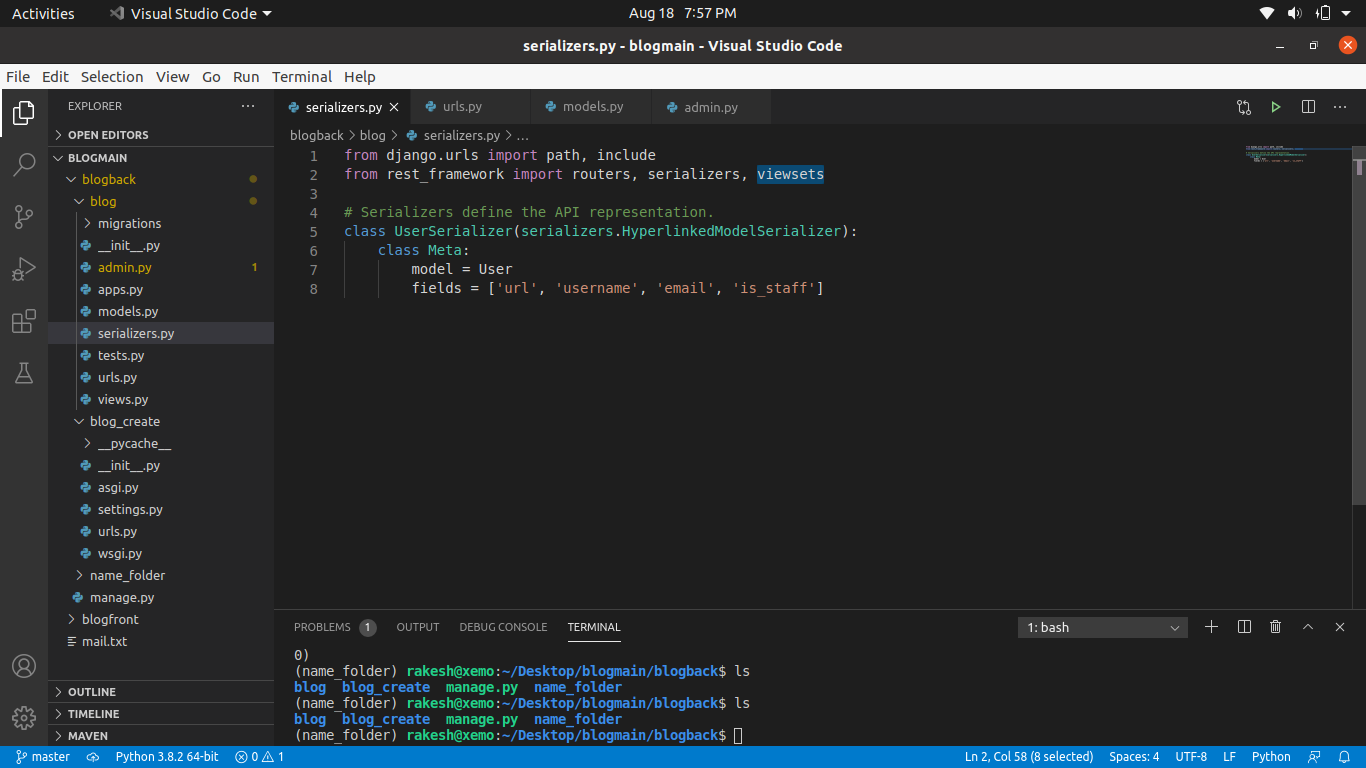 Activities Visual Studio Code Aug 18 7:57 PM
serializers.py - blogmain - Visual Studio Code
File Edit Selection View Go Run Terminal Help
EXPLORER ...
OPEN EDITORS
BLOGMAIN
blogback
blog
migrations
__init__.py
admin.py 1
apps.py
models.py
serializers.py
tests.py
urls.py
views.py
blog_create
__pycache__
__init__.py
asgi.py
settings.py
urls.py
wsgi.py
name_folder
manage.py
blogfront
mail.txt
OUTLINE
TIMELINE
MAVEN
serializers.py urls.py models.py admin.py
blogback > blog > serializers.py > ...
1 from django.urls import path, include
2 from rest_framework import routers, serializers, viewsets
3
4 # Serializers define the API representation.
5 class UserSerializer(serializers.HyperlinkedModelSerializer):
6 class Meta:
7 model = User
8 fields = ['url', 'username', 'email', 'is_staff']
PROBLEMS 1 OUTPUT DEBUG CONSOLE TERMINAL 1: bash
0)
(name_folder) rakesh@xemo:~/Desktop/blogmain/blogback$ ls
blog blog_create manage.py name_folder
(name_folder) rakesh@xemo:~/Desktop/blogmain/blogback$ ls
blog blog_create manage.py name_folder
(name_folder) rakesh@xemo:~/Desktop/blogmain/blogback$
master Python 3.8.2 64-bit 0 1 Ln 2, Col 58 (8 selected) Spaces: 4 UTF-8 LF Python